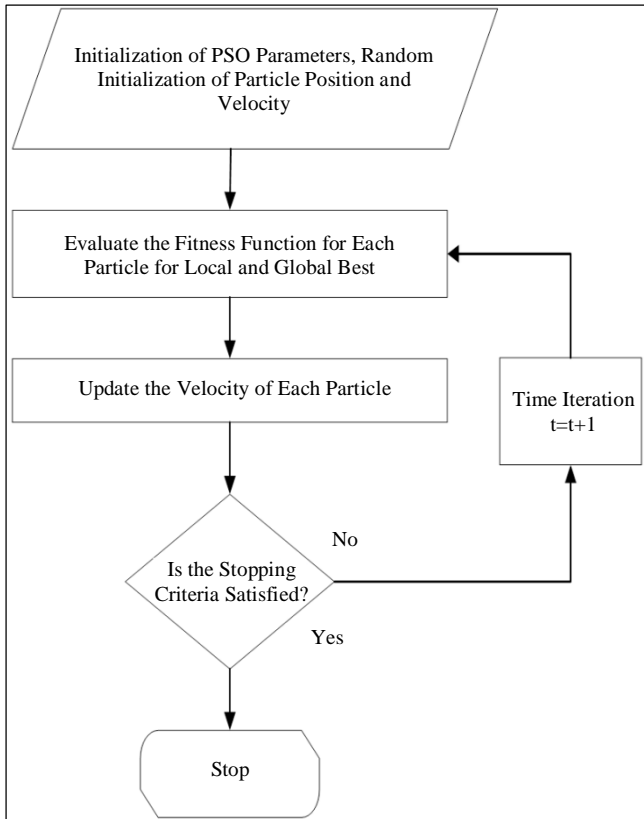 Initialization of PSO Parameters, Random
Initialization of Particle Position and
Velocity
Evaluate the Fitness Function for Each
Particle for Local and Global Best
Update the Velocity of Each Particle
Time Iteration
t=t+1
No
Is the Stopping
Criteria Satisfied?
Yes
Stop